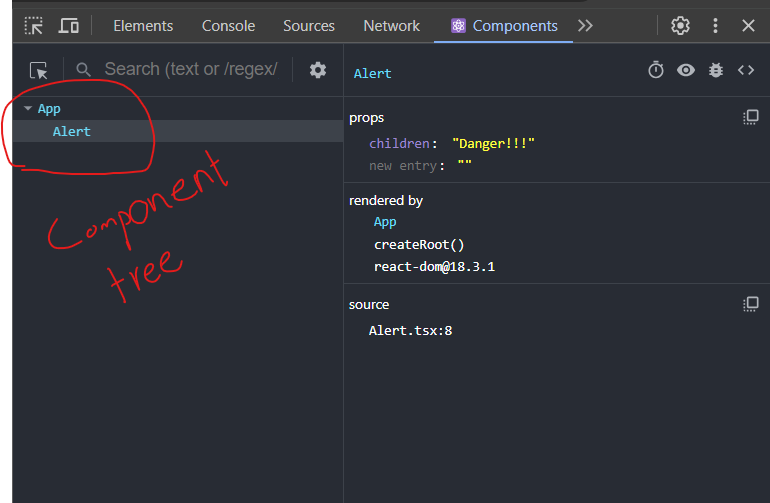 Elements Console Sources Network Components
Search (text or /regex/
App
Alert
Component
tree
Alert
props
children: "Danger!!!"
new entry: ""
rendered by
App
createRoot()
react-dom@18.3.1
source
Alert.tsx:8